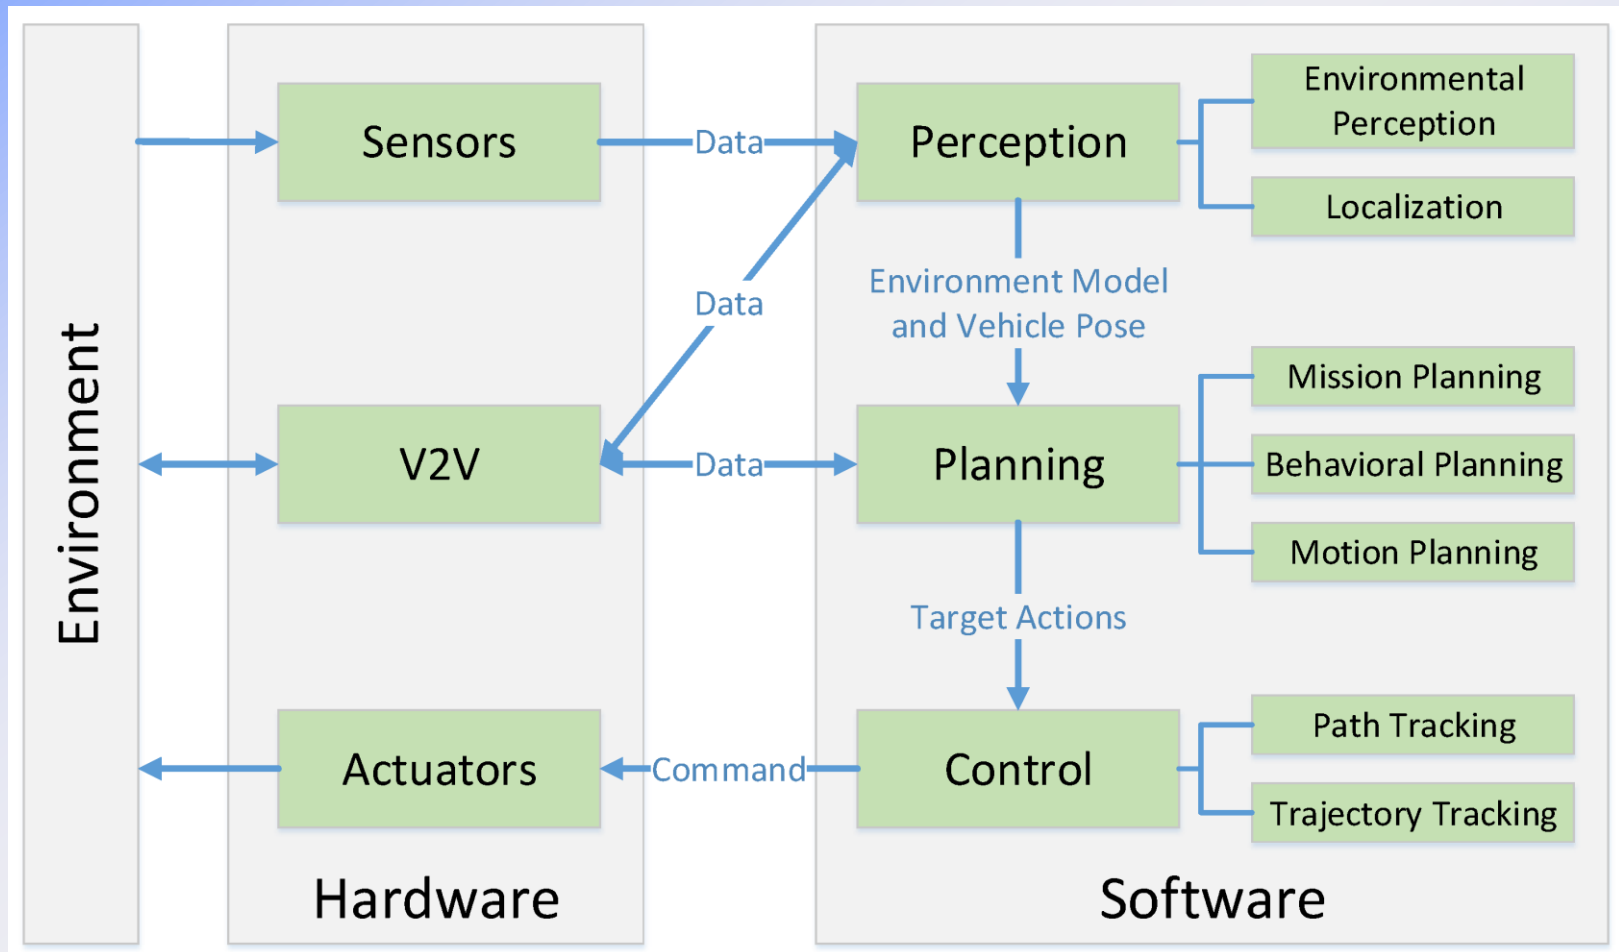 Environment
Sensors
V2V
Actuators
Hardware
Data
Data
Data
Command
Perception
Environment Model
and Vehicle Pose
Planning
Target Actions
Control
Environmental
Perception
Localization
Mission Planning
Behavioral Planning
Motion Planning
Path Tracking
Trajectory Tracking
Software